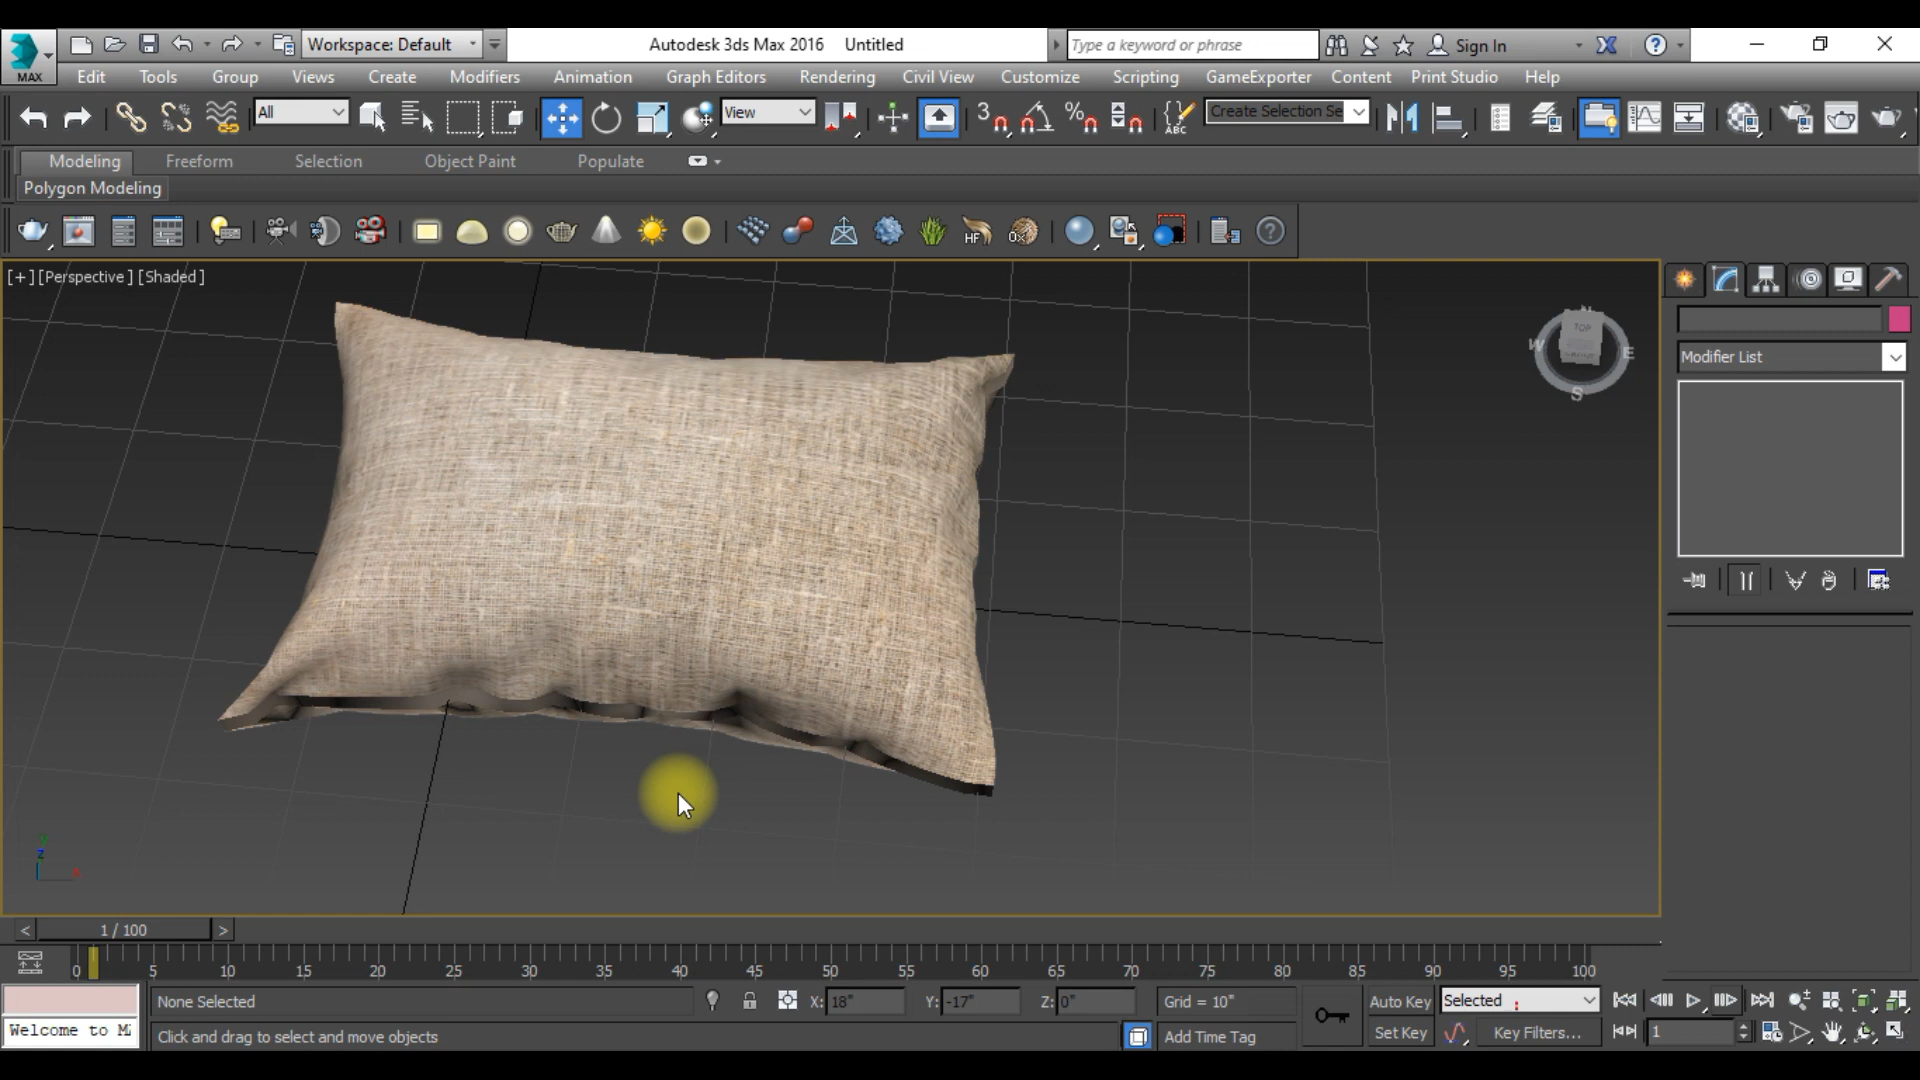 MAX
Workspace: Default
Autodesk 3ds Max 2016 Untitled
Type a keyword or phrase
Sign In
Edit Tools Group Views Create Modifiers Animation Graph Editors Rendering Civil View Customize Scripting GameExporter Content Print Studio Help
All
View
3
%
ABC
Create Selection Se
Modeling Freeform Selection Object Paint Populate
Polygon Modeling
HF
OX
[+] [Perspective] [Shaded]
TOP
W
E
S
Modifier List
z
x
< 1 / 100 >
0 5 10 15 20 25 30 35 40 45 50 55 60 65 70 75 80 85 90 95 100
None Selected
X: 18"
Y: -17"
Z: 0"
Grid = 10"
Auto Key
Selected
Welcome to M
Click and drag to select and move objects
Add Time Tag
Set Key
Key Filters...
1